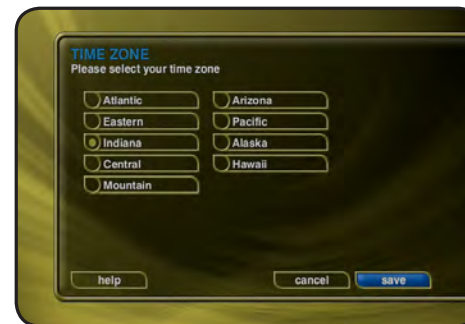 TIME ZONE
Please select your time zone
Atlantic
Eastern
Indiana
Central
Mountain
Arizona
Pacific
Alaska
Hawaii
help
cancel
save